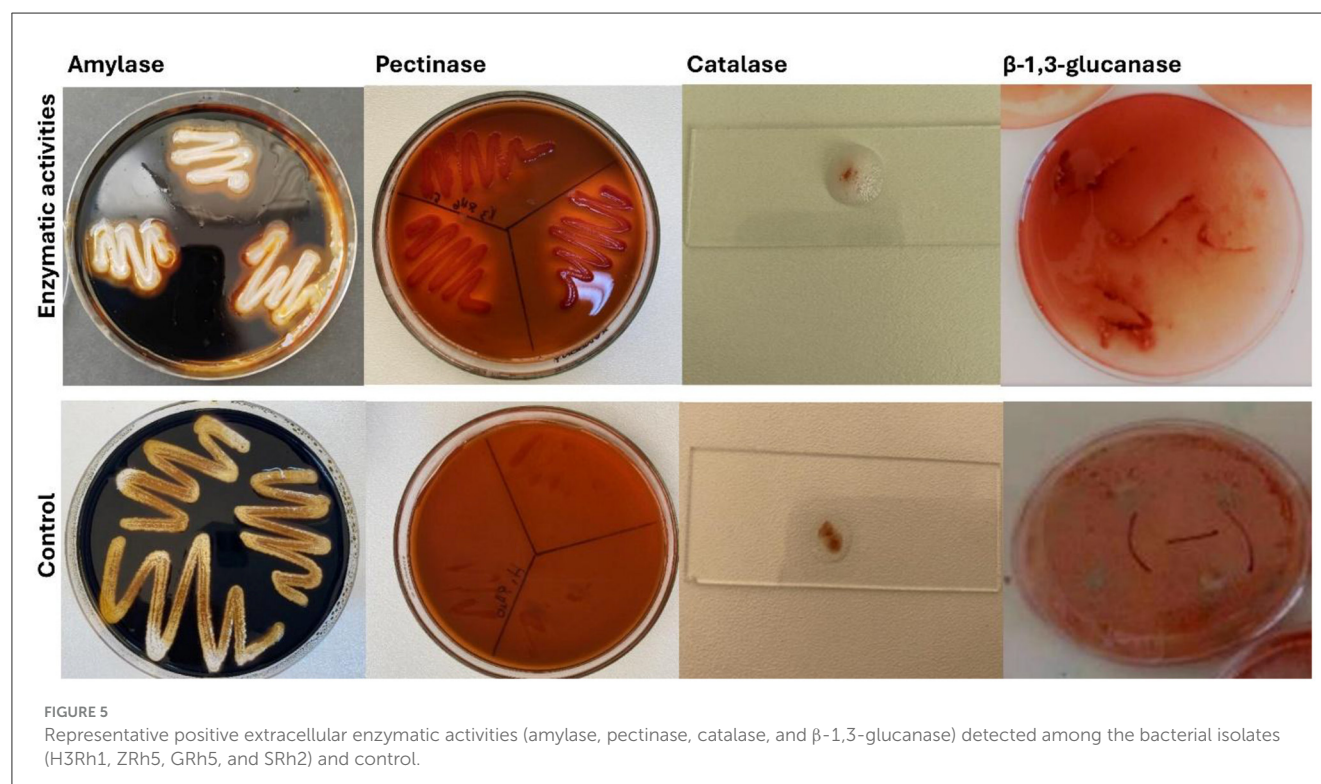 Amylase Pectinase Catalase β-1,3-glucanase
Enzymatic activities
Control
FIGURE 5
Representative positive extracellular enzymatic activities (amylase, pectinase, catalase, and β-1,3-glucanase) detected among the bacterial isolates
(H3Rh1, ZRh5, GRh5, and SRh2) and control.